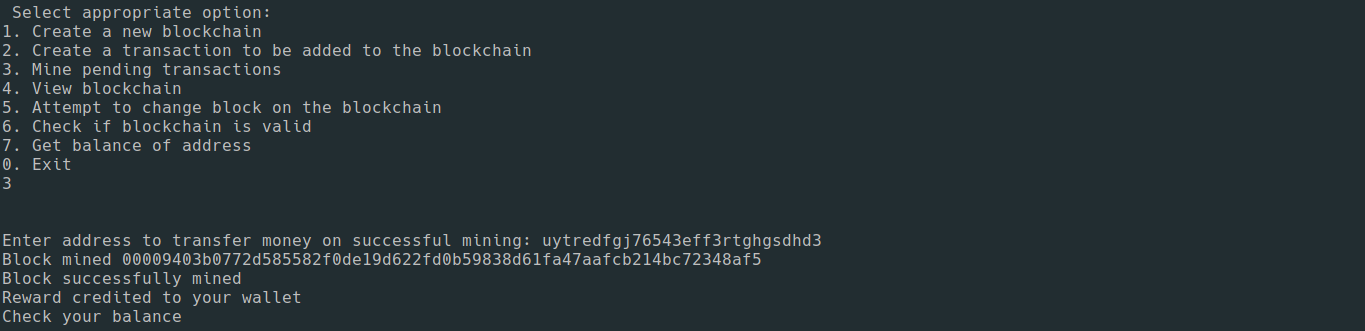 Select appropriate option:
1. Create a new blockchain
2. Create a transaction to be added to the blockchain
3. Mine pending transactions
4. View blockchain
5. Attempt to change block on the blockchain
6. Check if blockchain is valid
7. Get balance of address
0. Exit
3
Enter address to transfer money on successful mining: uytredfgj76543eff3rtghgsdhd3
Block mined 00009403b0772d585582f0de19d622fd0b59838d61fa47aafcb214bc72348af5
Block successfully mined
Reward credited to your wallet
Check your balance